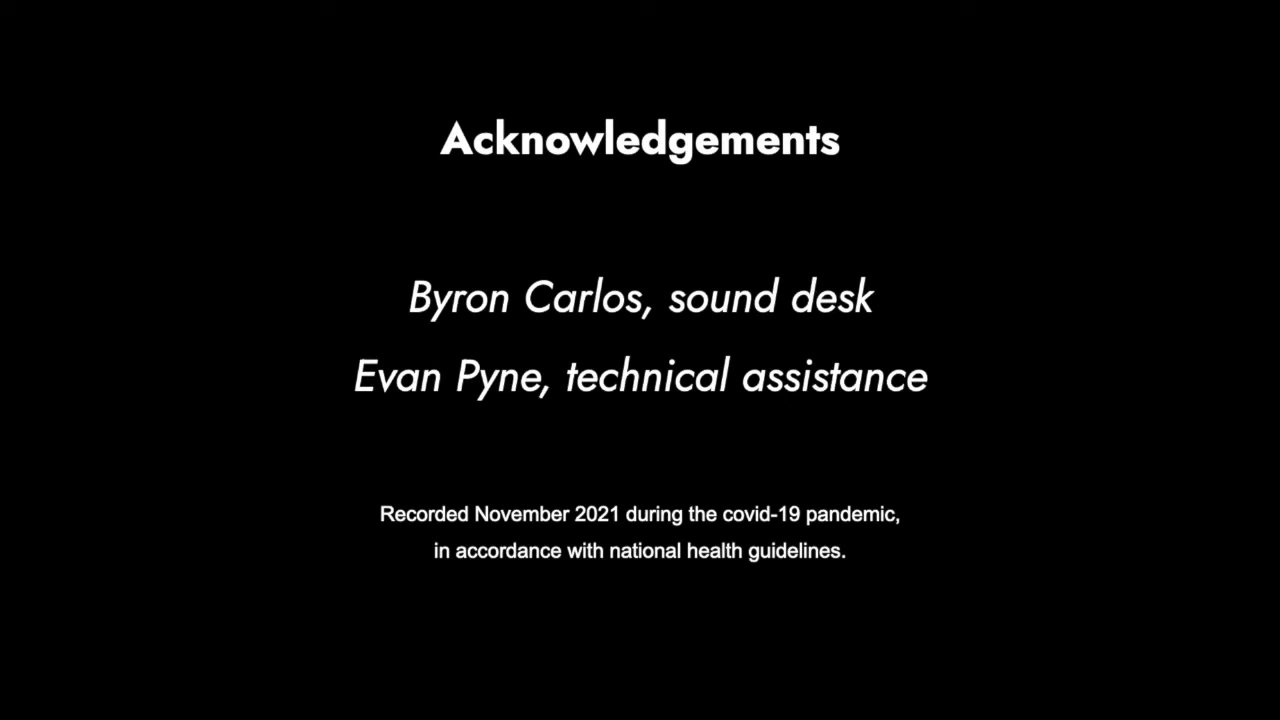 Acknowledgements
Byron Carlos, sound desk
Evan Pyne, technical assistance
Recorded November 2021 during the covid-19 pandemic,
in accordance with national health guidelines.